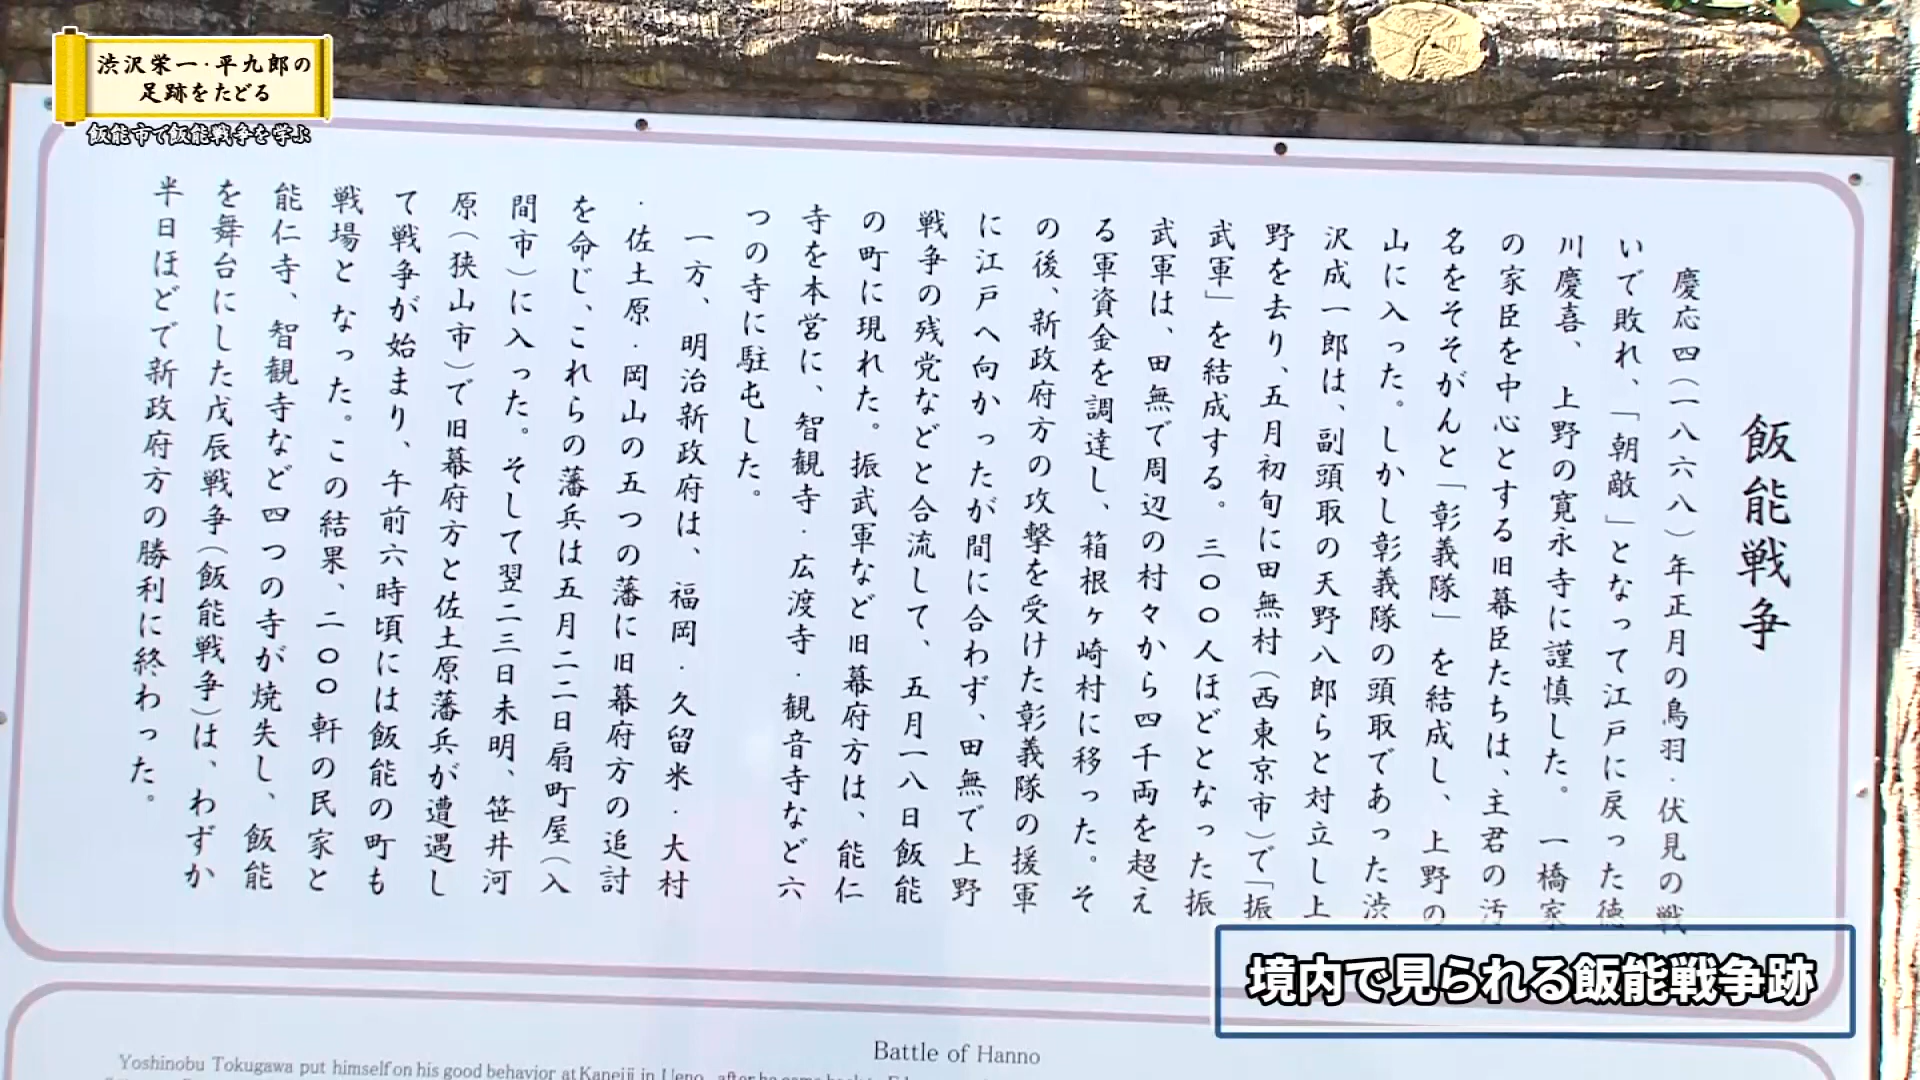 渋沢栄一・平九郎の
足跡をたどる
飯能市で飯能戦争を学ぶ
飯能戦争
慶応四(一八六八)年正月の鳥羽・伏見の戦
いで敗れ、「朝敵」となって江戸に戻った徳
川慶喜、上野の寛永寺に謹慎した。一橋家
の家臣を中心とする旧幕臣たちは、主君の汚
名をそそがんと「彰義隊」を結成し、上野の
山に入った。しかし彰義隊の頭取であった渋
沢成一郎は、副頭取の天野八郎らと対立し上
野を去り、五月初旬に田無村(西東京市)で「振
武軍」を結成する。三〇〇人ほどとなった振
武軍は、田無で周辺の村々から四千両を超え
る軍資金を調達し、箱根ヶ崎村に移った。そ
の後、新政府方の攻撃を受けた彰義隊の援軍
に江戸へ向かったが間に合わず、田無で上野
戦争の残党などと合流して、五月一八日飯能
の町に現れた。振武軍など旧幕府方は、能仁
寺を本営に、智観寺・広渡寺・観音寺など六
つの寺に駐屯した。
一方、明治新政府は、福岡・久留米・大村
・佐土原・岡山の五つの藩に旧幕府方の追討
を命じ、これらの藩兵は五月二二日扇町屋(入
間市)に入った。そして翌二三日未明、笹井河
原(狭山市)で旧幕府方と佐土原藩兵が遭遇し
て戦争が始まり、午前六時頃には飯能の町も
戦場となった。この結果、二〇〇軒の民家と
能仁寺、智観寺など四つの寺が焼失し、飯能
を舞台にした戊辰戦争(飯能戦争)は、わずか
半日ほどで新政府方の勝利に終わった。
境内で見られる飯能戦争跡
Battle of Hanno
Yoshinobu Tokugawa put himself on his good behavior at Kaneiji in Ueno, after he came back to